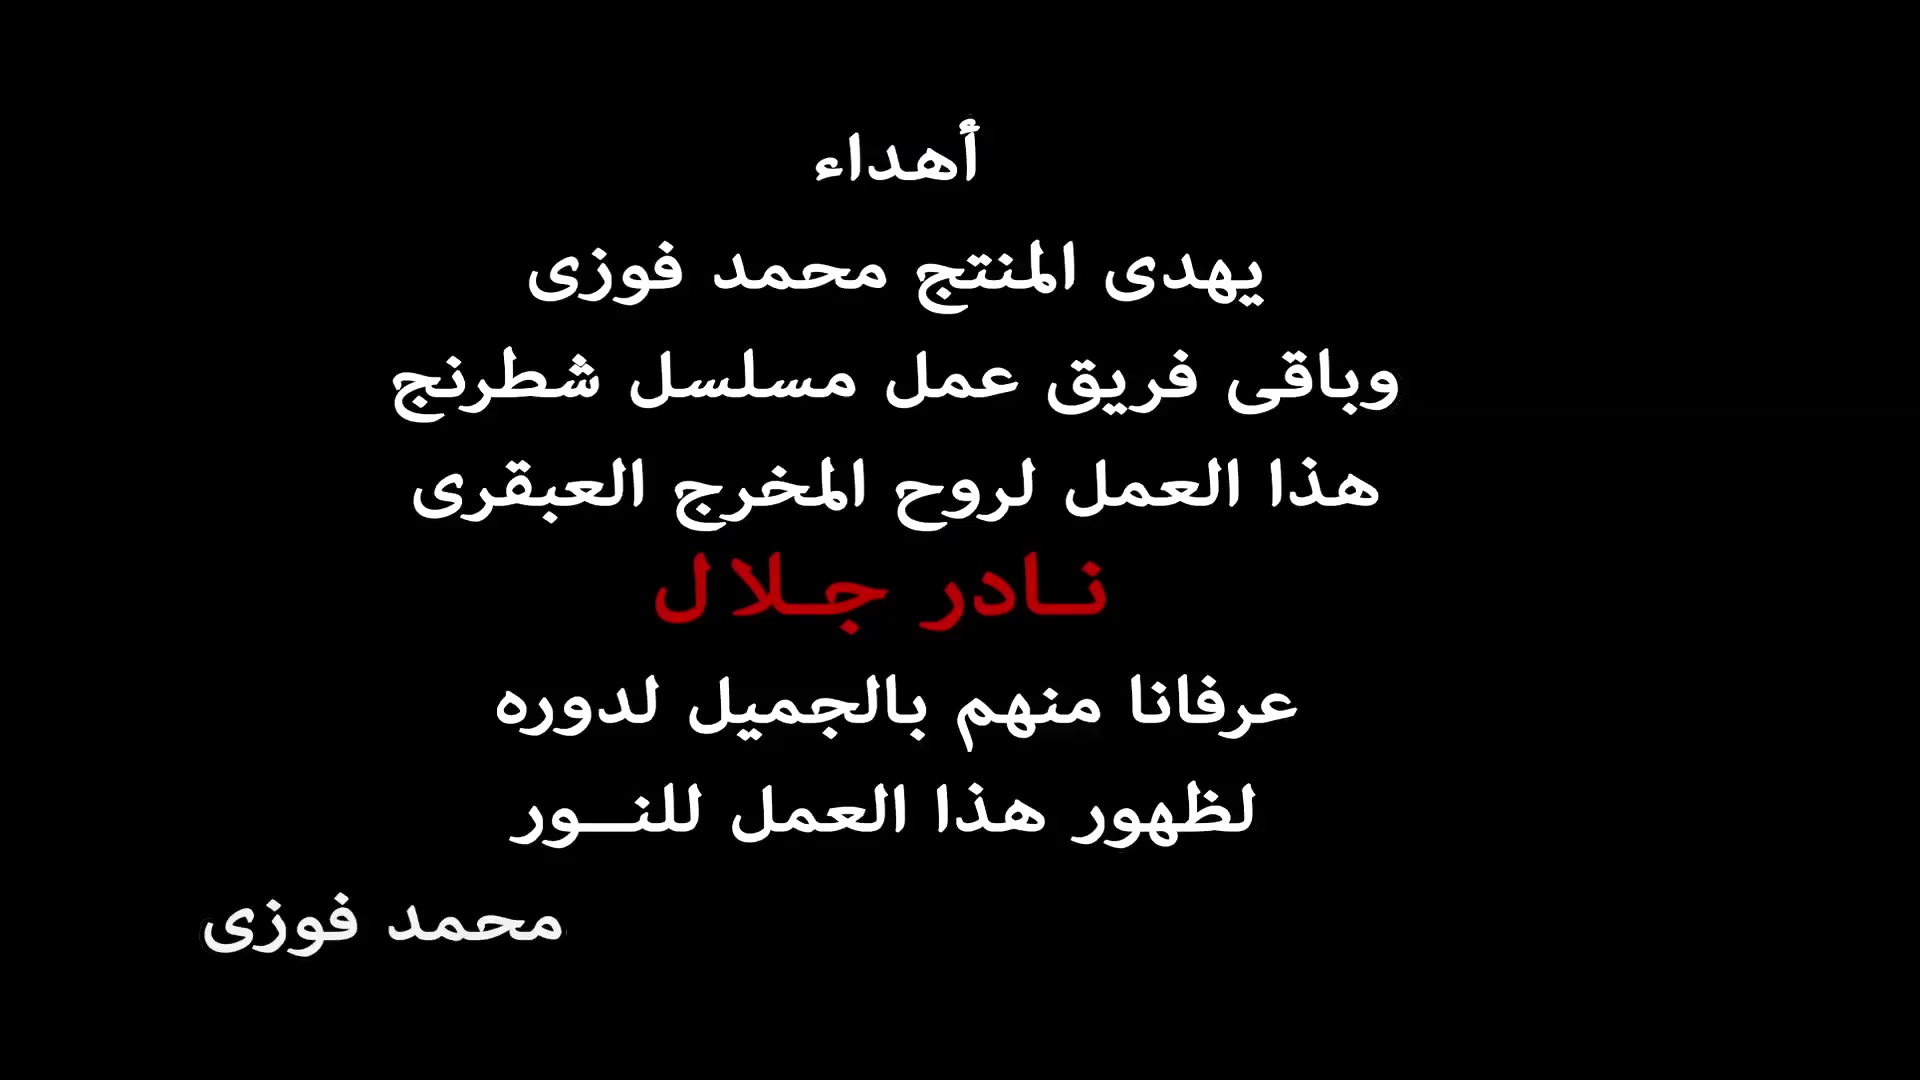 أهداء
يهدى المنتج محمد فوزى
وباقى فريق عمل مسلسل شطرنج
هذا العمل لروح المخرج العبقرى
نـادر جـلال
عرفانا منهم بالجميل لدوره
لظهور هذا العمل للنـــور
محمد فوزى